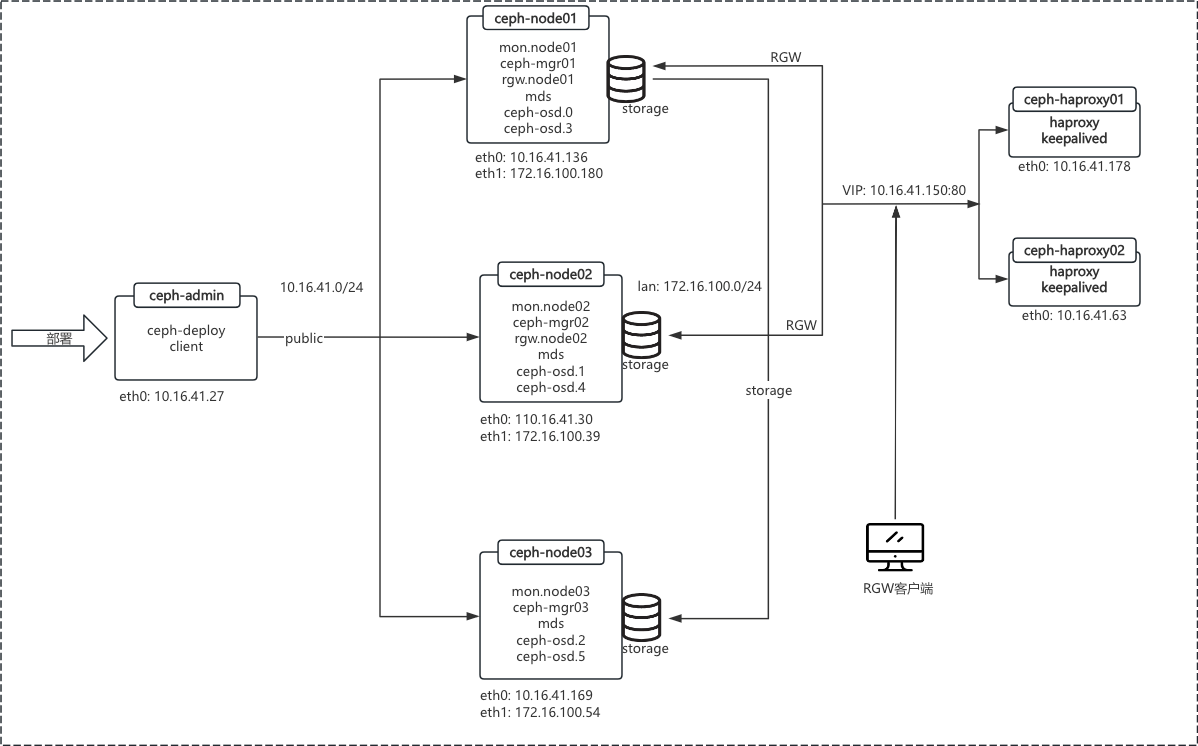 部署
ceph-admin
ceph-deploy
client
eth0: 10.16.41.27
10.16.41.0/24
public
ceph-node01
mon.node01
ceph-mgr01
rgw.node01
mds
ceph-osd.0
ceph-osd.3
storage
eth0: 10.16.41.136
eth1: 172.16.100.180
ceph-node02
mon.node02
ceph-mgr02
rgw.node02
mds
ceph-osd.1
ceph-osd.4
storage
eth0: 110.16.41.30
eth1: 172.16.100.39
ceph-node03
mon.node03
ceph-mgr03
mds
ceph-osd.2
ceph-osd.5
storage
eth0: 10.16.41.169
eth1: 172.16.100.54
lan: 172.16.100.0/24
storage
RGW
RGW
VIP: 10.16.41.150:80
RGW客户端
ceph-haproxy01
haproxy
keepalived
eth0: 10.16.41.178
ceph-haproxy02
haproxy
keepalived
eth0: 10.16.41.63